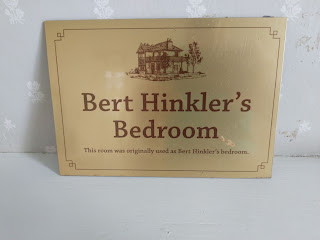 Bert Hinkler's
Bedroom
This room was originally used as Bert Hinkler's bedroom.